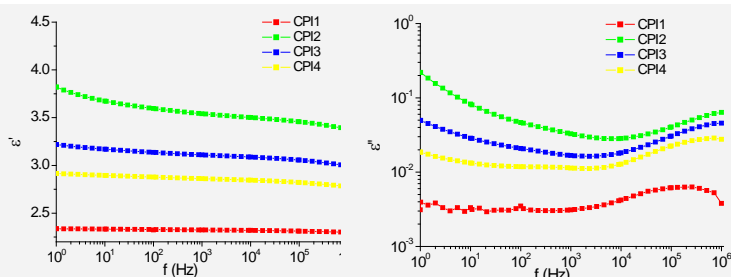 4.5
4.0
3.5
3.0
2.5
ε'
10⁰ 10¹ 10² 10³ 10⁴ 10⁵
f (Hz)
CPI1
CPI2
CPI3
CPI4
10⁰
10⁻¹
10⁻²
10⁻³
ε''
10⁰ 10¹ 10² 10³ 10⁴ 10⁵ 10⁶
f (Hz)
CPI1
CPI2
CPI3
CPI4